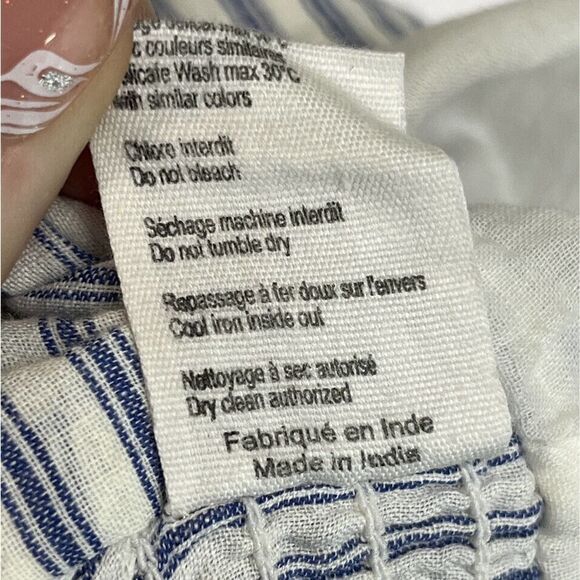 couleurs similaires
Wash max 30°C
with similar colors
Chlore interdit
Do not bleach
Séchage machine interdit
Do not tumble dry
Repassage à fer doux sur l'envers
Cool iron inside out
Nettoyage à sec autorisé
Dry clean authorized
Fabriqué en Inde
Made in India